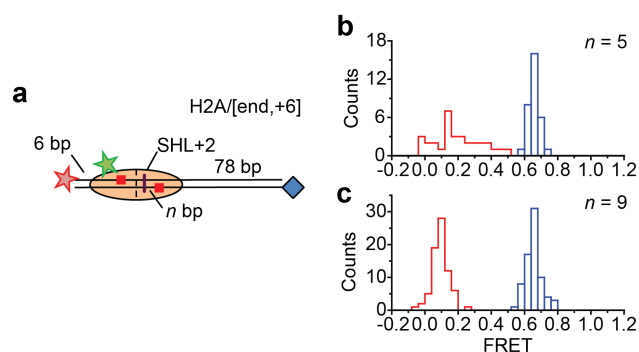 a
H2A/[end,+6]
6 bp
SHL+2
78 bp
n bp
b
n = 5
Counts
18
12
6
0
-0.2 0.0 0.2 0.4 0.6 0.8 1.0 1.2
c
n = 9
Counts
30
20
10
0
-0.2 0.0 0.2 0.4 0.6 0.8 1.0 1.2
FRET